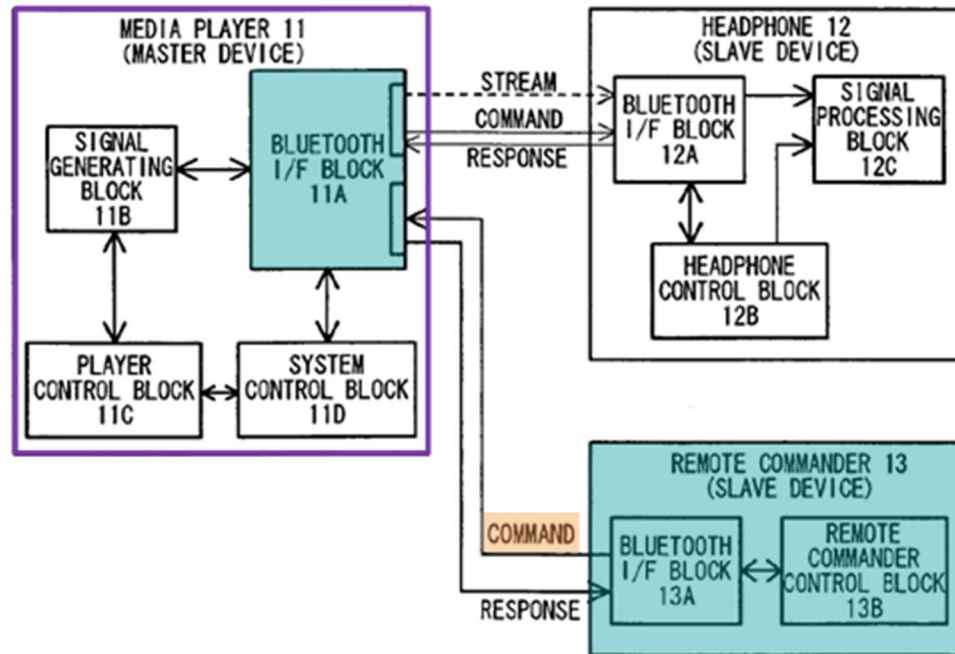 MEDIA PLAYER 11
(MASTER DEVICE)
SIGNAL
GENERATING
BLOCK
11B
BLUETOOTH
I/F BLOCK
11A
PLAYER
CONTROL BLOCK
11C
SYSTEM
CONTROL BLOCK
11D
STREAM
COMMAND
RESPONSE
HEADPHONE 12
(SLAVE DEVICE)
BLUETOOTH
I/F BLOCK
12A
SIGNAL
PROCESSING
BLOCK
12C
HEADPHONE
CONTROL BLOCK
12B
COMMAND
RESPONSE
REMOTE COMMANDER 13
(SLAVE DEVICE)
BLUETOOTH
I/F BLOCK
13A
REMOTE
COMMANDER
CONTROL BLOCK
13B